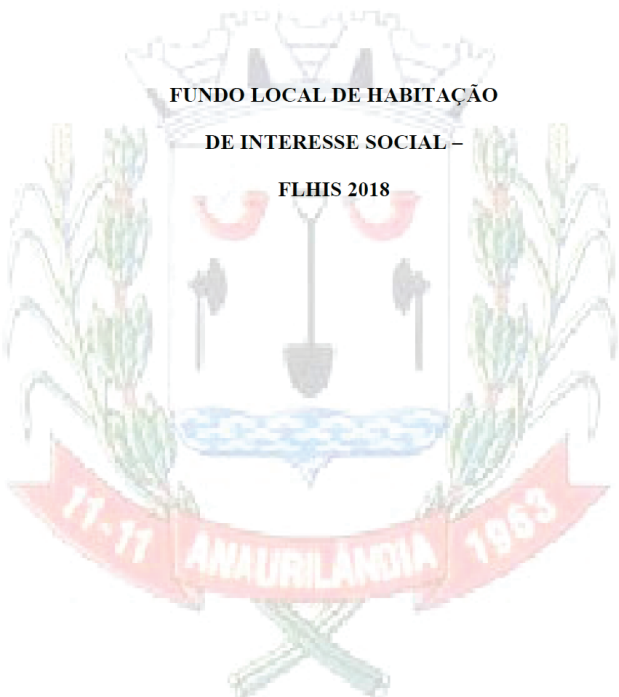 FUNDO LOCAL DE HABITAÇÃO
DE INTERESSE SOCIAL –
FLHIS 2018
11-11 ANAURILÂNDIA 1963